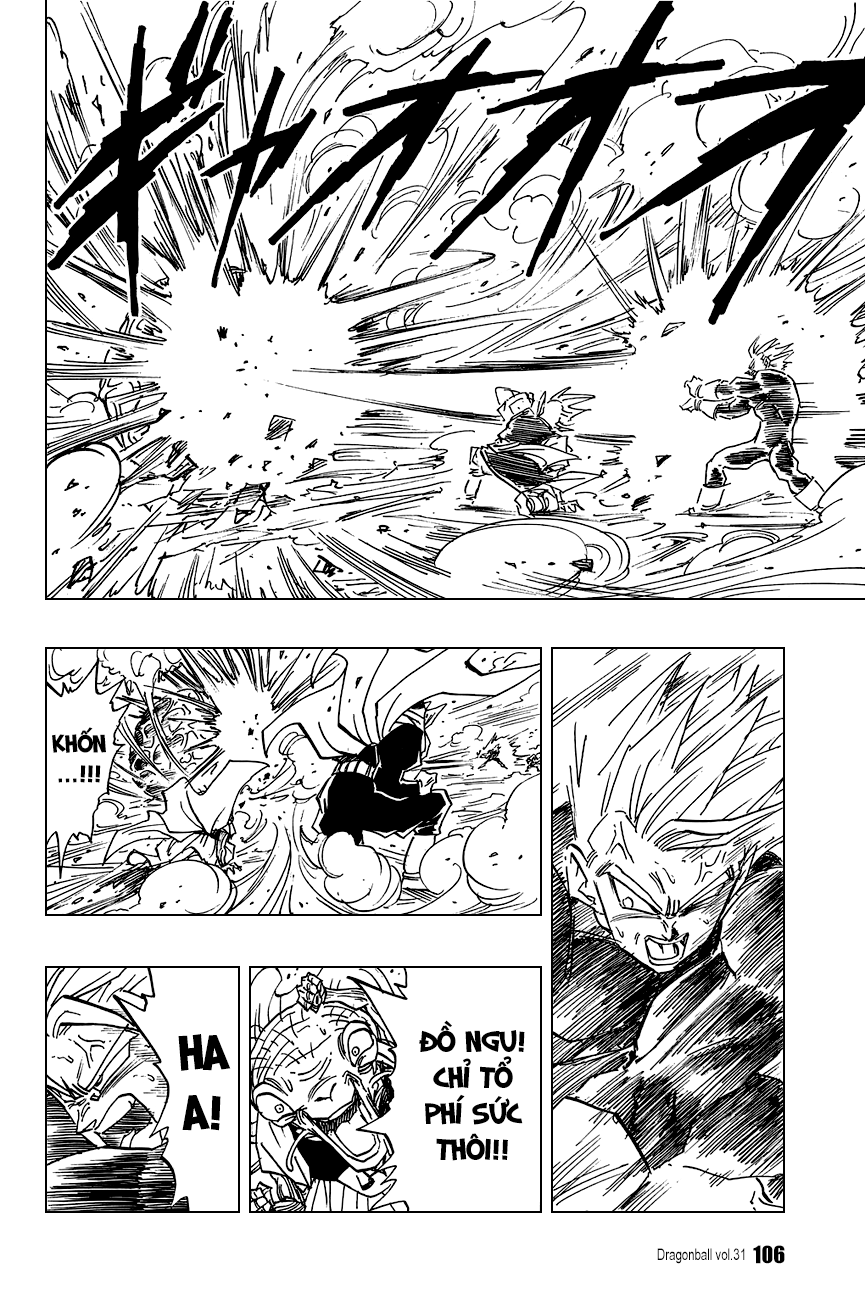 ギャオオオ
KHỐN
...!!!
ĐỒ NGU!
CHỈ TỔ
PHÍ SỨC
THÔI!!
HA
A!
Dragonball vol.31 106